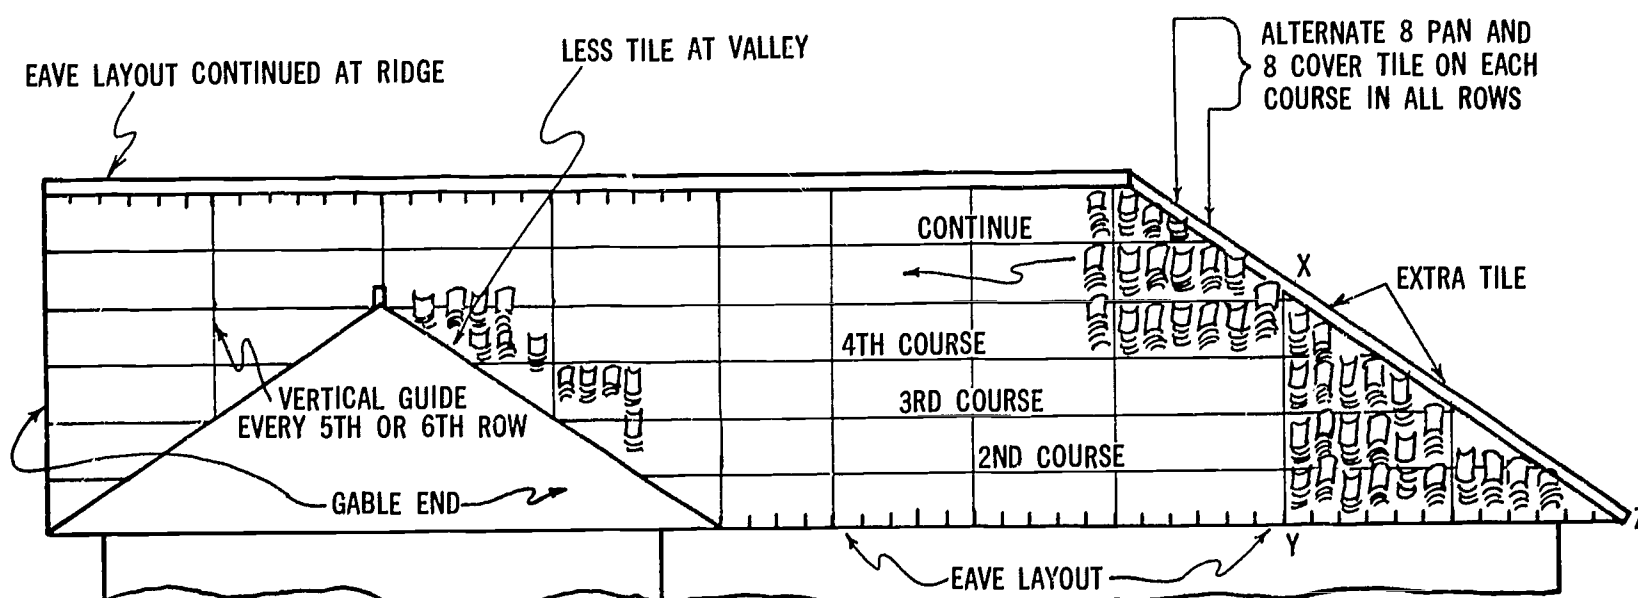 LESS TILE AT VALLEY
EAVE LAYOUT CONTINUED AT RIDGE
ALTERNATE 8 PAN AND
8 COVER TILE ON EACH
COURSE IN ALL ROWS
CONTINUE
X
EXTRA TILE
4TH COURSE
3RD COURSE
VERTICAL GUIDE
EVERY 5TH OR 6TH ROW
2ND COURSE
GABLE END
Y
EAVE LAYOUT